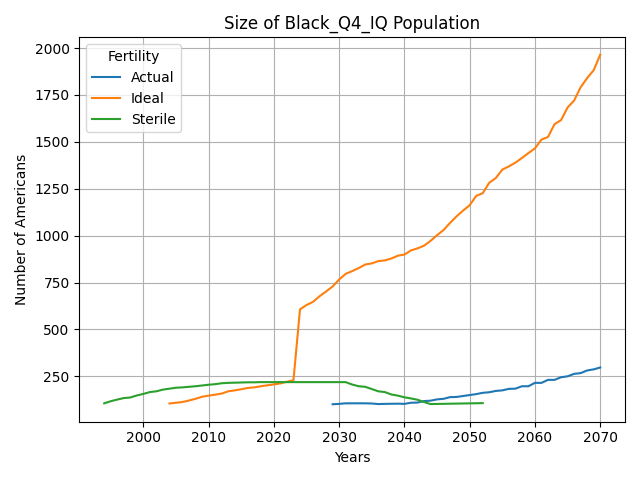 Size of Black_Q4_IQ Population
Fertility
Actual
Ideal
Sterile
Number of Americans
2000
1750
1500
1250
1000
750
500
250
2000 2010 2020 2030 2040 2050 2060 2070
Years